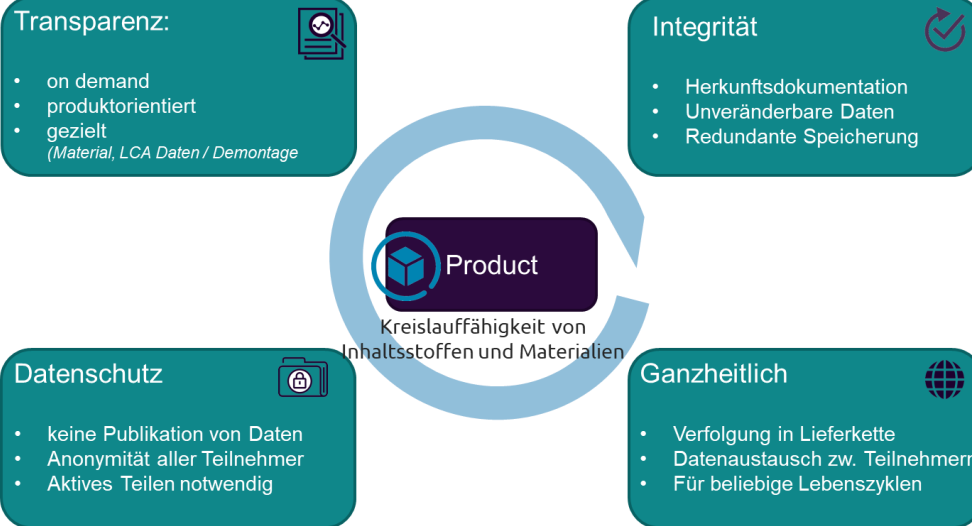 Transparenz:
• on demand
• produktorientiert
• gezielt
(Material, LCA Daten / Demontage
Integrität
• Herkunftsdokumentation
• Unveränderbare Daten
• Redundante Speicherung
Product
Kreislauffähigkeit von
Inhaltsstoffen und Materialien
Datenschutz
• keine Publikation von Daten
• Anonymität aller Teilnehmer
• Aktives Teilen notwendig
Ganzheitlich
• Verfolgung in Lieferkette
• Datenaustausch zw. Teilnehmern
• Für beliebige Lebenszyklen